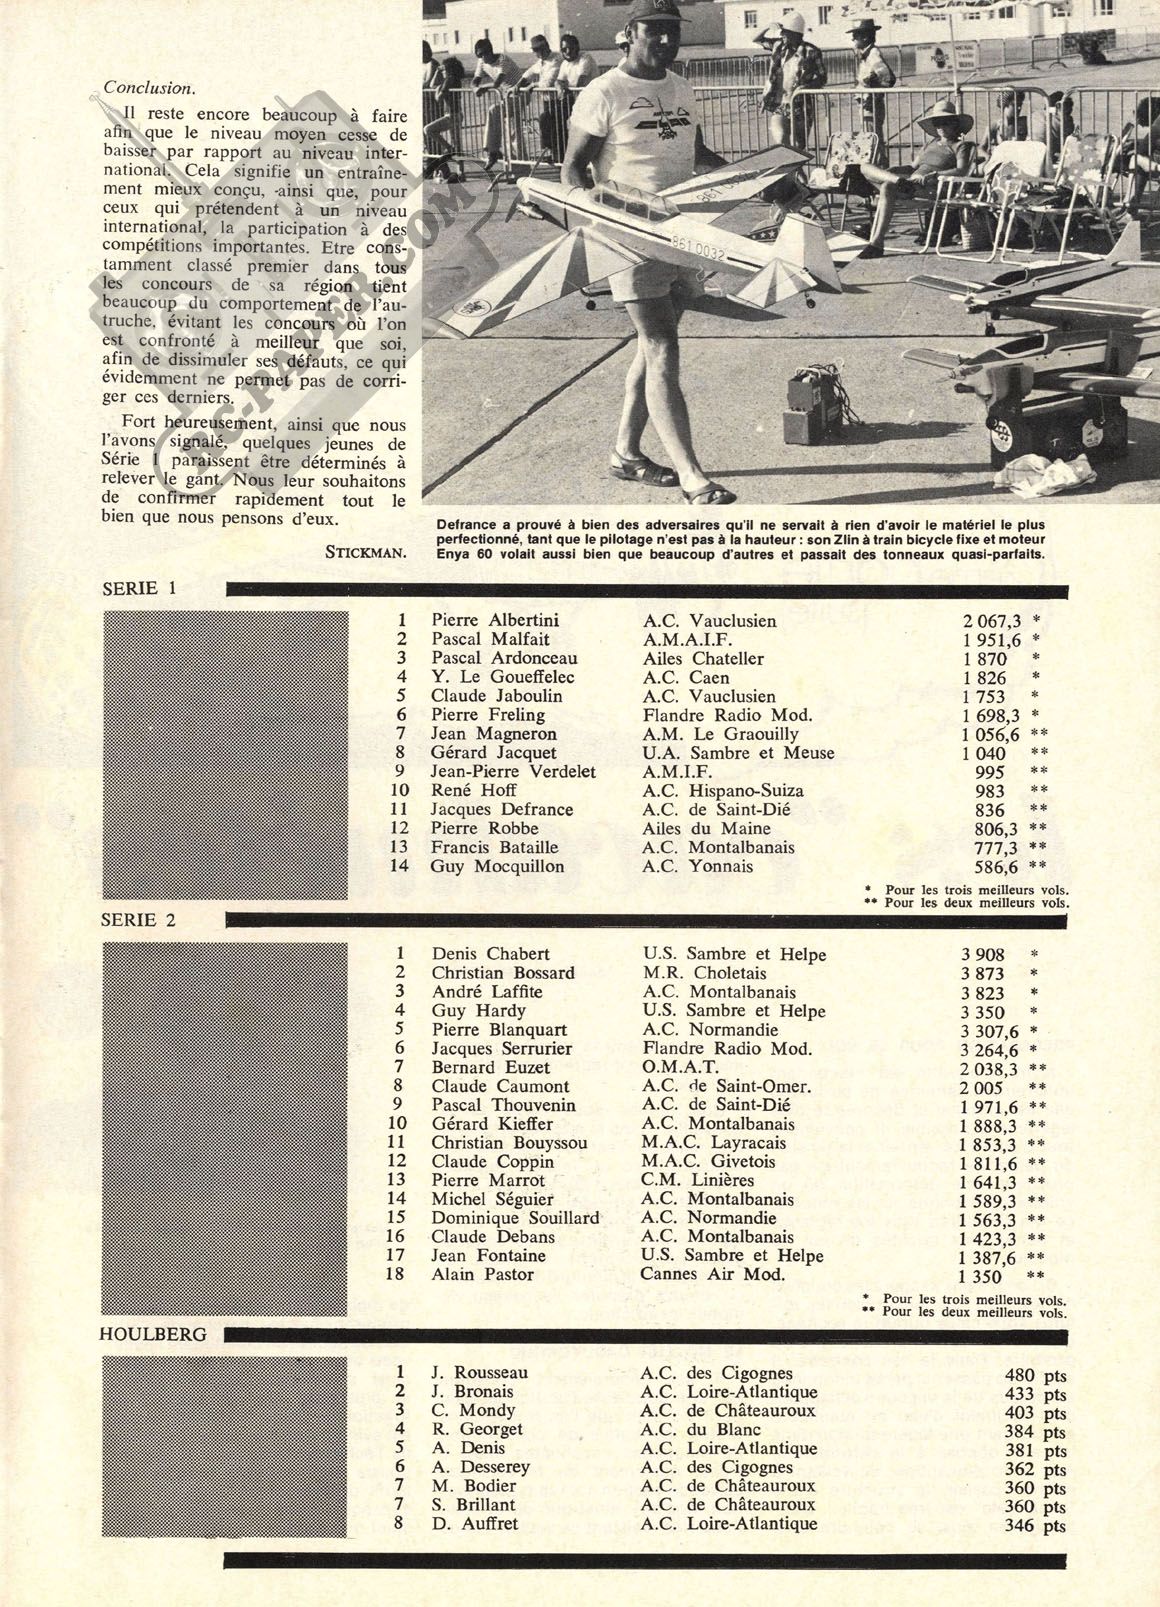 Conclusion.
Il reste encore beaucoup à faire
afin que le niveau moyen cesse de
baisser par rapport au niveau inter-
national. Cela signifie un entraîne-
ment mieux conçu, ainsi que, pour
ceux qui prétendent à un niveau
international, la participation à des
compétitions importantes. Etre cons-
tamment classé premier dans tous
les concours de sa région tient
beaucoup du comportement de l'au-
truche, évitant les concours où l'on
est confronté à meilleur que soi,
afin de dissimuler ses défauts, ce qui
évidemment ne permet pas de corri-
ger ces derniers.
Fort heureusement, ainsi que nous
l'avons signalé, quelques jeunes de
Série 1 paraissent être déterminés à
relever le gant. Nous leur souhaitons
de confirmer rapidement tout le
bien que nous pensons d'eux.
STICKMAN.
861 0032
861 0032
Defrance a prouvé à bien des adversaires qu'il ne servait à rien d'avoir le matériel le plus
perfectionné, tant que le pilotage n'est pas à la hauteur : son Zlin à train bicycle fixe et moteur
Enya 60 volait aussi bien que beaucoup d'autres et passait des tonneaux quasi-parfaits.
SERIE 1
1 Pierre Albertini A.C. Vauclusien 2 067,3 *
2 Pascal Malfait A.M.A.I.F. 1 951,6 *
3 Pascal Ardonceau Ailes Chateller 1 870 *
4 Y. Le Goueffelec A.C. Caen 1 826 *
5 Claude Jaboulin A.C. Vauclusien 1 753 *
6 Pierre Freling Flandre Radio Mod. 1 698,3 *
7 Jean Magneron A.M. Le Graouilly 1 056,6 **
8 Gérard Jacquet U.A. Sambre et Meuse 1 040 **
9 Jean-Pierre Verdelet A.M.I.F. 995 **
10 René Hoff A.C. Hispano-Suiza 983 **
11 Jacques Defrance A.C. de Saint-Dié 836 **
12 Pierre Robbe Ailes du Maine 806,3 **
13 Francis Bataille A.C. Montalbanais 777,3 **
14 Guy Mocquillon A.C. Yonnais 586,6 **
* Pour les trois meilleurs vols.
** Pour les deux meilleurs vols.
SERIE 2
1 Denis Chabert U.S. Sambre et Helpe 3 908 *
2 Christian Bossard M.R. Choletais 3 873 *
3 André Laffite A.C. Montalbanais 3 823 *
4 Guy Hardy U.S. Sambre et Helpe 3 350 *
5 Pierre Blanquart A.C. Normandie 3 307,6 *
6 Jacques Serrurier Flandre Radio Mod. 3 264,6 *
7 Bernard Euzet O.M.A.T. 2 038,3 **
8 Claude Caumont A.C. de Saint-Omer. 2 005 **
9 Pascal Thouvenin A.C. de Saint-Dié 1 971,6 **
10 Gérard Kieffer A.C. Montalbanais 1 888,3 **
11 Christian Bouyssou M.A.C. Layracais 1 853,3 **
12 Claude Coppin M.A.C. Givetois 1 811,6 **
13 Pierre Marrot C.M. Linières 1 641,3 **
14 Michel Séguier A.C. Montalbanais 1 589,3 **
15 Dominique Souillard A.C. Normandie 1 563,3 **
16 Claude Debans A.C. Montalbanais 1 423,3 **
17 Jean Fontaine U.S. Sambre et Helpe 1 387,6 **
18 Alain Pastor Cannes Air Mod. 1 350 **
* Pour les trois meilleurs vols.
** Pour les deux meilleurs vols.
HOULBERG
1 J. Rousseau A.C. des Cigognes 480 pts
2 J. Bronais A.C. Loire-Atlantique 433 pts
3 C. Mondy A.C. de Châteauroux 403 pts
4 R. Georget A.C. du Blanc 384 pts
5 A. Denis A.C. Loire-Atlantique 381 pts
6 A. Desserey A.C. des Cigognes 362 pts
7 M. Bodier A.C. de Châteauroux 360 pts
7 S. Brillant A.C. de Châteauroux 360 pts
8 D. Auffret A.C. Loire-Atlantique 346 pts